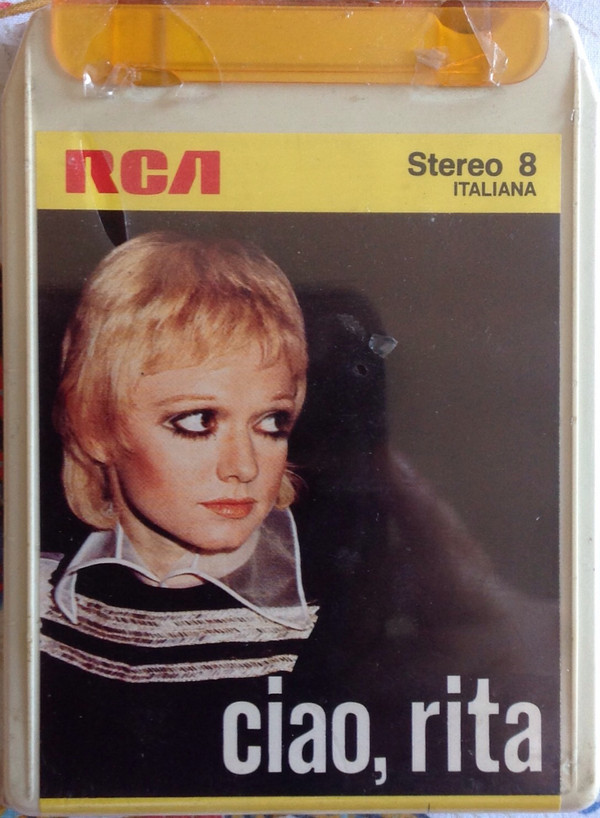 RCA
Stereo 8
ITALIANA
ciao, rita